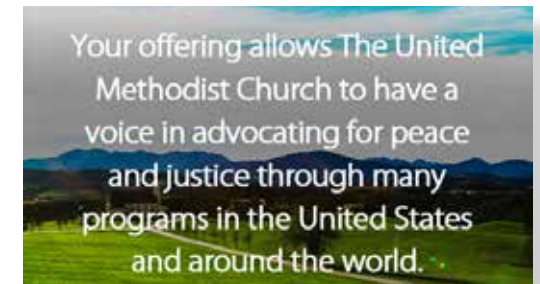 Your offering allows The United
Methodist Church to have a
voice in advocating for peace
and justice through many
programs in the United States
and around the world.